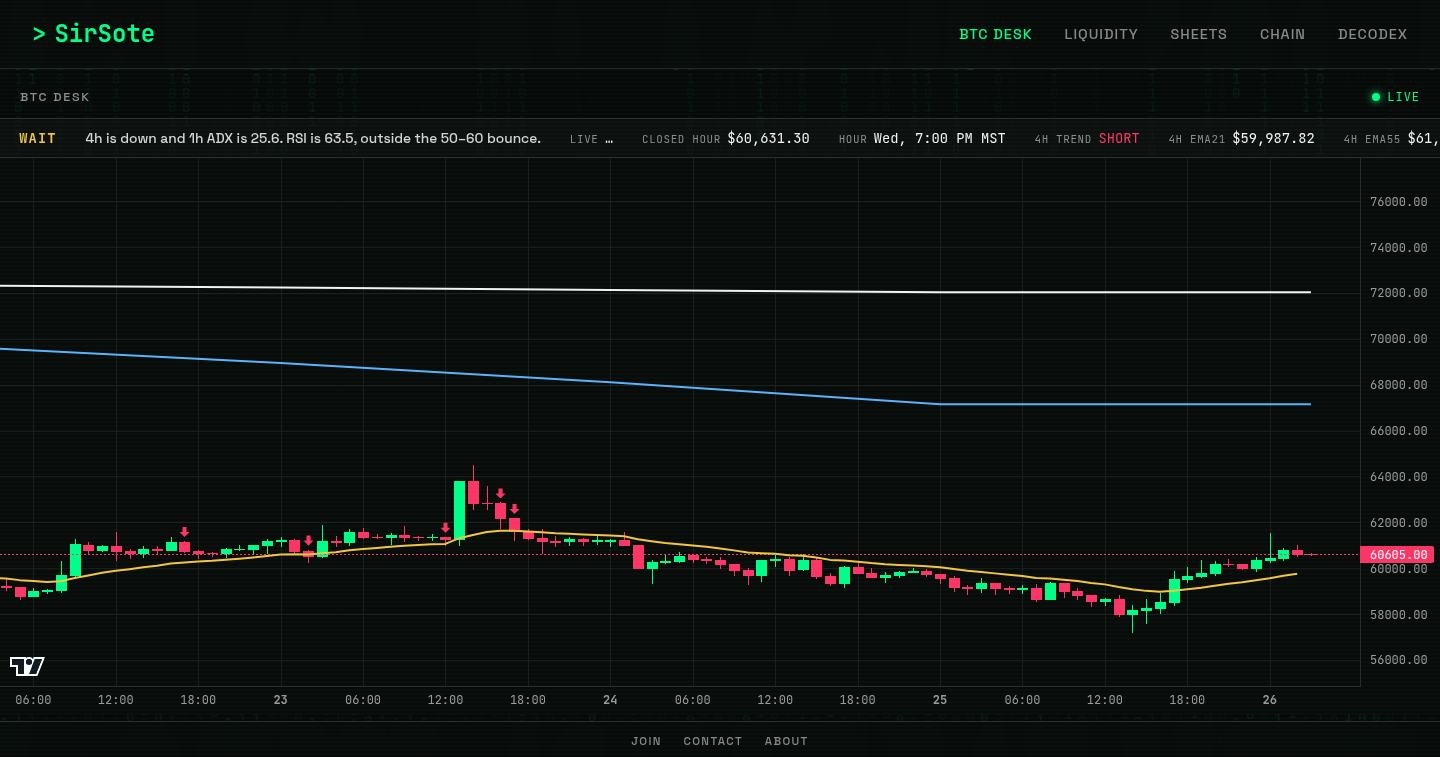 > SirSote
BTC DESK LIQUIDITY SHEETS CHAIN DECODEX
BTC DESK
LIVE
WAIT 4h is down and 1h ADX is 25.6. RSI is 63.5, outside the 50–60 bounce. LIVE … CLOSED HOUR $60,631.30 HOUR Wed, 7:00 PM MST 4H TREND SHORT 4H EMA21 $59,987.82 4H EMA55 $61,
76000.00
74000.00
72000.00
70000.00
68000.00
66000.00
64000.00
62000.00
60605.00
60000.00
58000.00
56000.00
06:00 12:00 18:00 23 06:00 12:00 18:00 24 06:00 12:00 18:00 25 06:00 12:00 18:00 26
JOIN CONTACT ABOUT